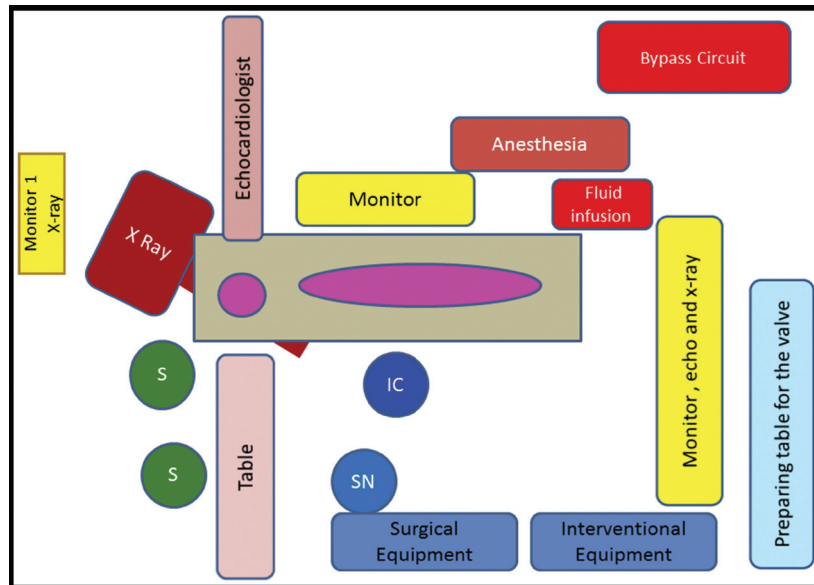 Bypass Circuit
Echocardiologist
Anesthesia
Monitor 1
X-ray
X Ray
Monitor
Fluid
infusion
Monitor , echo and x-ray
Preparing table for the valve
S
IC
Table
S
SN
Surgical
Equipment
Interventional
Equipment